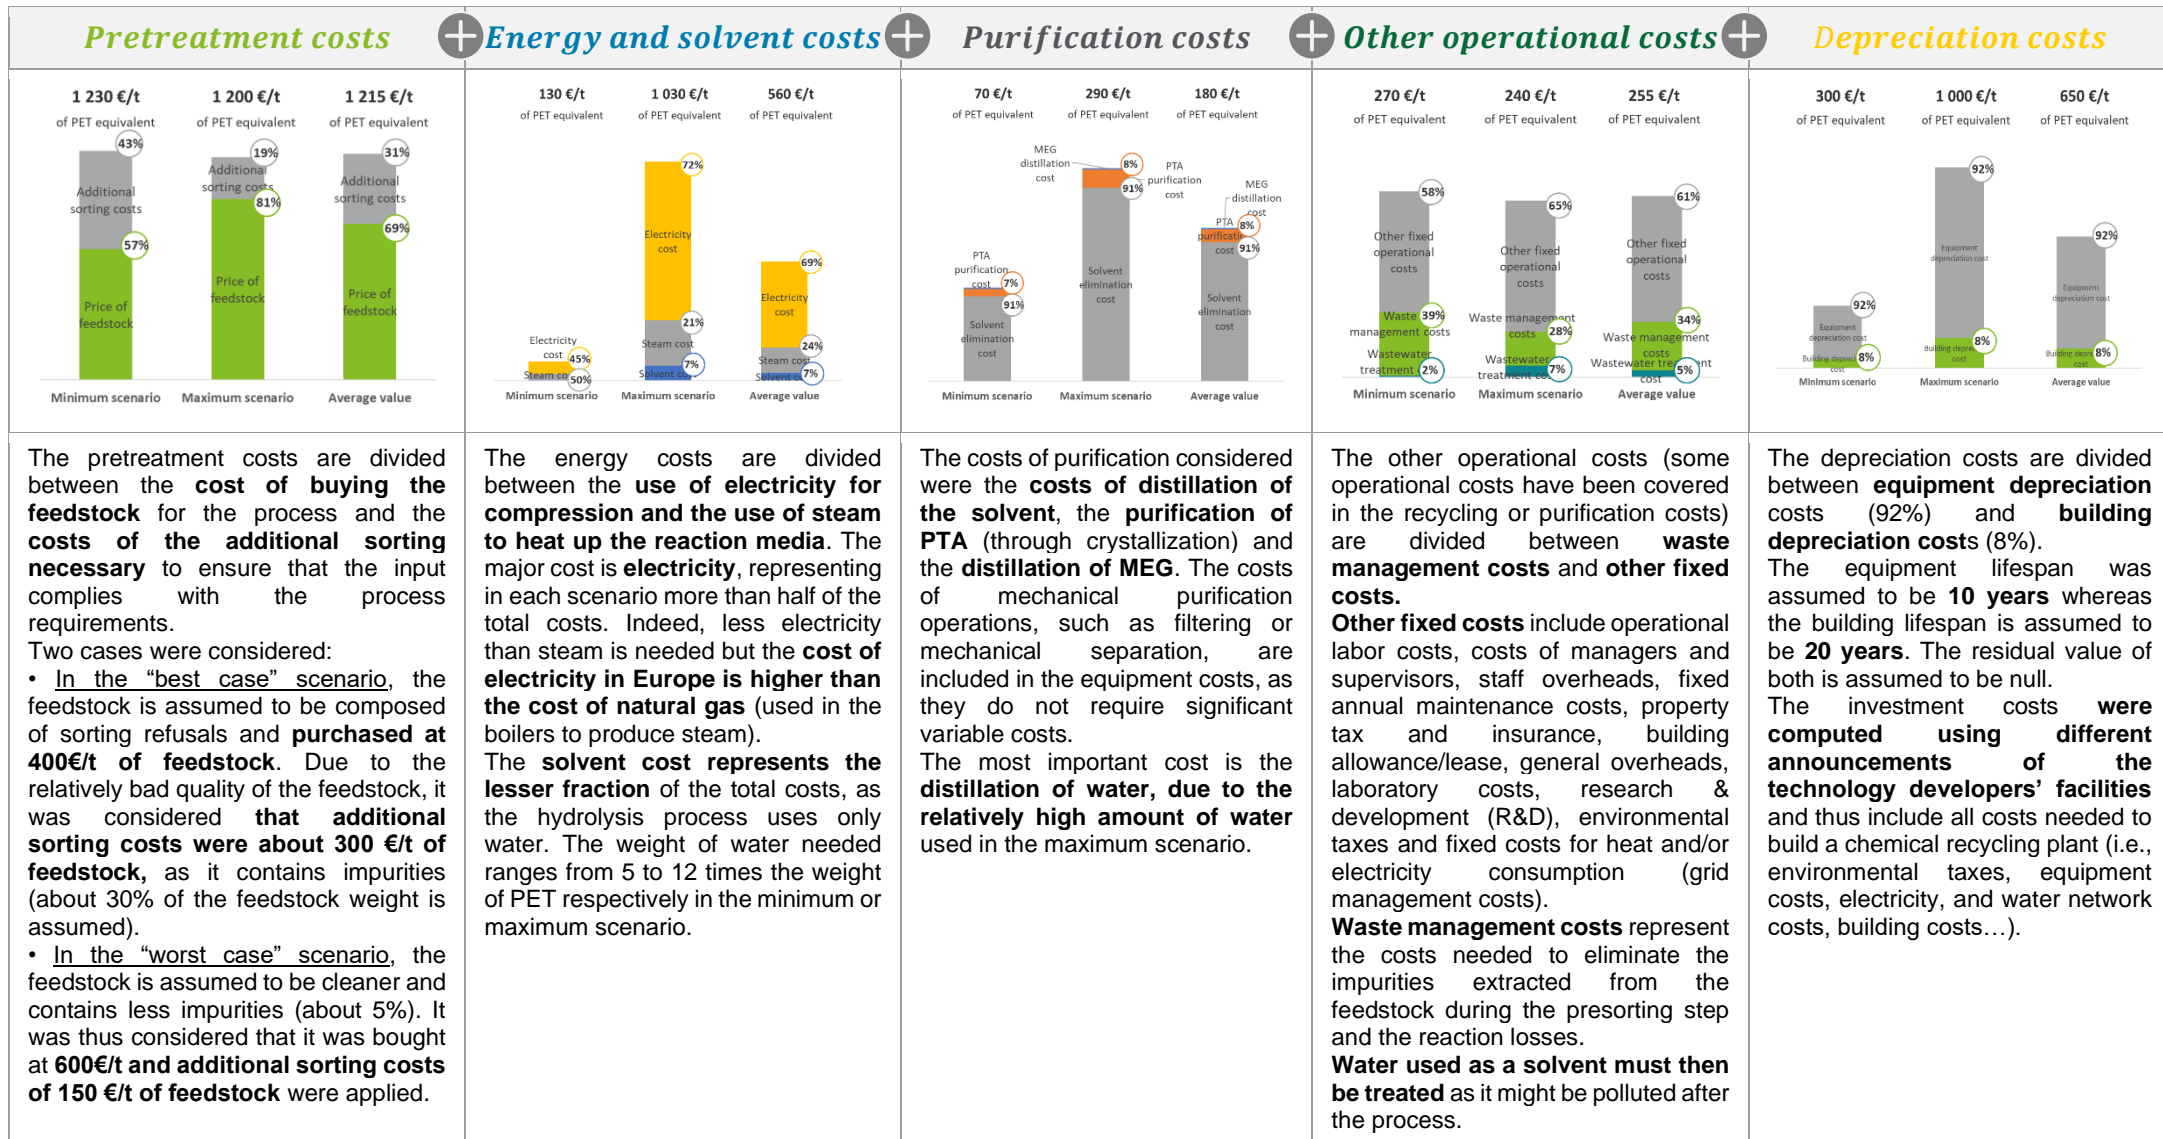 Pretreatment costs
Energy and solvent costs
Purification costs
Other operational costs
Depreciation costs
1 230 €/t
of PET equivalent
1 200 €/t
of PET equivalent
1 215 €/t
of PET equivalent
43%
Additional
sorting costs
57%
Price of
feedstock
19%
Additional
sorting costs
81%
Price of
feedstock
31%
Additional
sorting costs
69%
Price of
feedstock
Minimum scenario
Maximum scenario
Average value
130 €/t
of PET equivalent
1 030 €/t
of PET equivalent
560 €/t
of PET equivalent
Electricity
cost
45%
Steam cost
50%
72%
Electricity
cost
21%
Steam cost
7%
Solvent cost
69%
Electricity
cost
24%
Steam cost
7%
Solvent cost
Minimum scenario
Maximum scenario
Average value
70 €/t
of PET equivalent
290 €/t
of PET equivalent
180 €/t
of PET equivalent
PTA
purification
cost
7%
91%
Solvent
elimination
cost
MEG
distillation
cost
8%
PTA
purification
cost
91%
Solvent
elimination
cost
MEG
distillation
cost
PTA
purification
cost
8%
91%
Solvent
elimination
cost
Minimum scenario
Maximum scenario
Average value
270 €/t
of PET equivalent
240 €/t
of PET equivalent
255 €/t
of PET equivalent
58%
Other fixed
operational
costs
39%
Waste
management costs
Wastewater
treatment
2%
65%
Other fixed
operational
costs
Waste management
costs
28%
Wastewater
treatment cost
7%
61%
Other fixed
operational
costs
34%
Waste management
costs
Wastewater treatment
cost
5%
Minimum scenario
Maximum scenario
Average value
300 €/t
of PET equivalent
1 000 €/t
of PET equivalent
650 €/t
of PET equivalent
92%
Equipment
depreciation cost
8%
Building depreciation
cost
92%
Equipment
depreciation cost
8%
Building depreciation
cost
92%
Equipment
depreciation cost
8%
Building depreciation
cost
Minimum scenario
Maximum scenario
Average value
The pretreatment costs are divided
between the cost of buying the
feedstock for the process and the
costs of the additional sorting
necessary to ensure that the input
complies with the process
requirements.
Two cases were considered:
• In the “best case” scenario, the
feedstock is assumed to be composed
of sorting refusals and purchased at
400€/t of feedstock. Due to the
relatively bad quality of the feedstock, it
was considered that additional
sorting costs were about 300 €/t of
feedstock, as it contains impurities
(about 30% of the feedstock weight is
assumed).
• In the “worst case” scenario, the
feedstock is assumed to be cleaner and
contains less impurities (about 5%). It
was thus considered that it was bought
at 600€/t and additional sorting costs
of 150 €/t of feedstock were applied.
The energy costs are divided
between the use of electricity for
compression and the use of steam
to heat up the reaction media. The
major cost is electricity, representing
in each scenario more than half of the
total costs. Indeed, less electricity
than steam is needed but the cost of
electricity in Europe is higher than
the cost of natural gas (used in the
boilers to produce steam).
The solvent cost represents the
lesser fraction of the total costs, as
the hydrolysis process uses only
water. The weight of water needed
ranges from 5 to 12 times the weight
of PET respectively in the minimum or
maximum scenario.
The costs of purification considered
were the costs of distillation of
the solvent, the purification of
PTA (through crystallization) and
the distillation of MEG. The costs
of mechanical purification
operations, such as filtering or
mechanical separation, are
included in the equipment costs, as
they do not require significant
variable costs.
The most important cost is the
distillation of water, due to the
relatively high amount of water
used in the maximum scenario.
The other operational costs (some
operational costs have been covered
in the recycling or purification costs)
are divided between waste
management costs and other fixed
costs.
Other fixed costs include operational
labor costs, costs of managers and
supervisors, staff overheads, fixed
annual maintenance costs, property
tax and insurance, building
allowance/lease, general overheads,
laboratory costs, research &
development (R&D), environmental
taxes and fixed costs for heat and/or
electricity consumption (grid
management costs).
Waste management costs represent
the costs needed to eliminate the
impurities extracted from the
feedstock during the presorting step
and the reaction losses.
Water used as a solvent must then
be treated as it might be polluted after
the process.
The depreciation costs are divided
between equipment depreciation
costs (92%) and building
depreciation costs (8%).
The equipment lifespan was
assumed to be 10 years whereas
the building lifespan is assumed to
be 20 years. The residual value of
both is assumed to be null.
The investment costs were
computed using different
announcements of the
technology developers’ facilities
and thus include all costs needed to
build a chemical recycling plant (i.e.,
environmental taxes, equipment
costs, electricity, and water network
costs, building costs…).